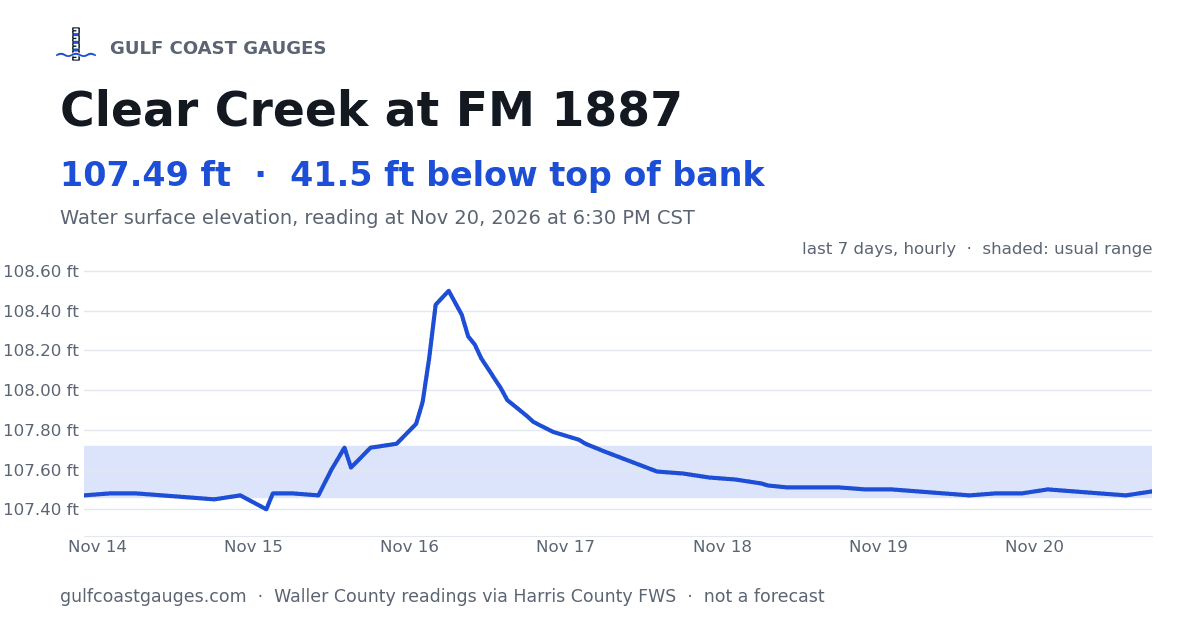 GULF COAST GAUGES
Clear Creek at FM 1887
107.49 ft · 41.5 ft below top of bank
Water surface elevation, reading at Nov 20, 2026 at 6:30 PM CST
last 7 days, hourly · shaded: usual range
108.60 ft
108.40 ft
108.20 ft
108.00 ft
107.80 ft
107.60 ft
107.40 ft
Nov 14 Nov 15 Nov 16 Nov 17 Nov 18 Nov 19 Nov 20
gulfcoastgauges.com · Waller County readings via Harris County FWS · not a forecast